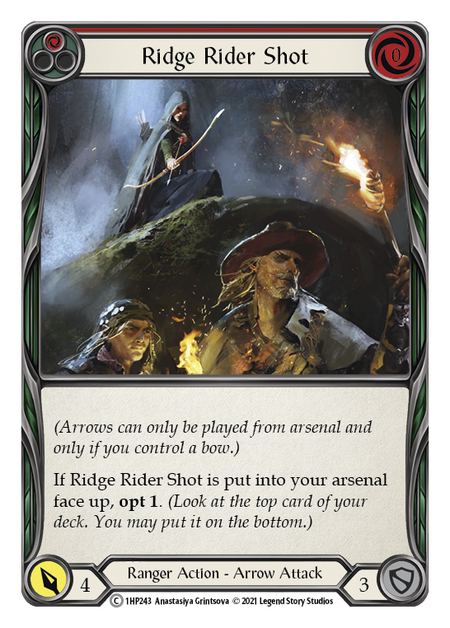 Ridge Rider Shot
0
(Arrows can only be played from arsenal and
only if you control a bow.)
If Ridge Rider Shot is put into your arsenal
face up, opt 1. (Look at the top card of your
deck. You may put it on the bottom.)
4
Ranger Action - Arrow Attack
3
C 1HP243 Anastasiya Grintsova © 2021 Legend Story Studios